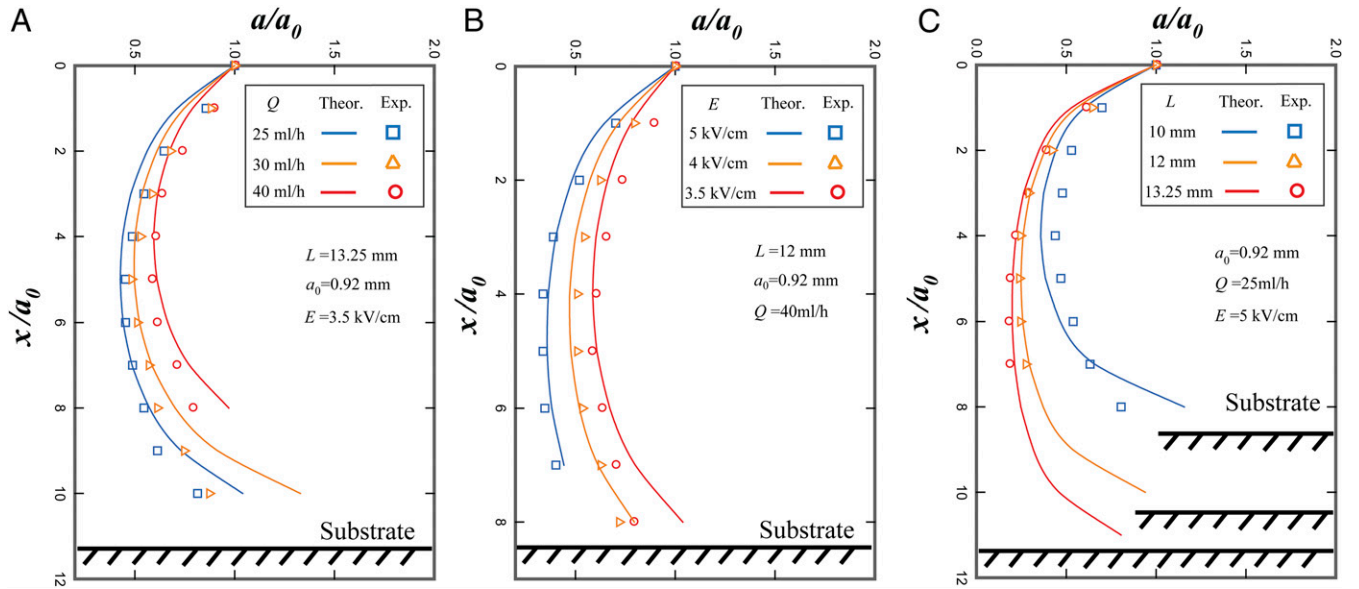 A
a/a0
0.5
1.0
1.5
2.0
0
2
4
6
8
10
12
x/a0
Q Theor. Exp.
25 ml/h
30 ml/h
40 ml/h
L =13.25 mm
a0=0.92 mm
E =3.5 kV/cm
Substrate
B
a/a0
0.5
1.0
1.5
2.0
0
2
4
6
8
x/a0
E Theor. Exp.
5 kV/cm
4 kV/cm
3.5 kV/cm
L =12 mm
a0=0.92 mm
Q =40ml/h
Substrate
C
a/a0
0.0
0.5
1.0
1.5
2.0
0
2
4
6
8
10
12
x/a0
L Theor. Exp.
10 mm
12 mm
13.25 mm
a0=0.92 mm
Q =25ml/h
E =5 kV/cm
Substrate